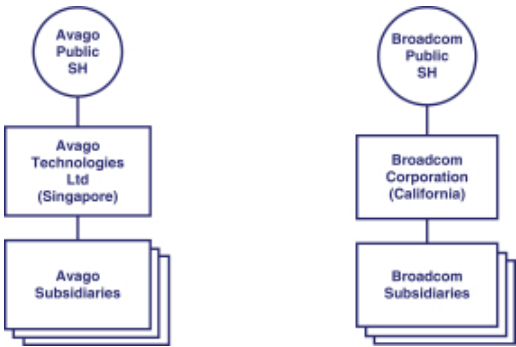 Avago
Public
SH
Avago
Technologies
Ltd
(Singapore)
Avago
Subsidiaries
Broadcom
Public
SH
Broadcom
Corporation
(California)
Broadcom
Subsidiaries